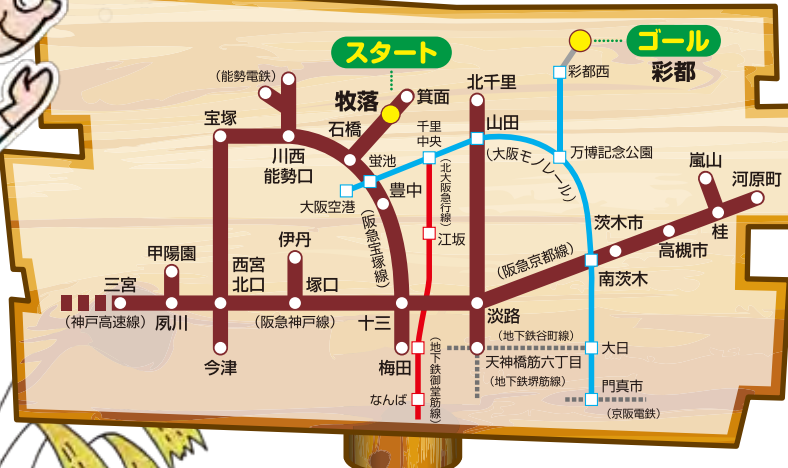 スタート
ゴール
彩都
彩都西
(能勢電鉄)
牧落
箕面
北千里
宝塚
石橋
千里
中央
山田
川西
能勢口
蛍池
(大阪モノレール)
万博記念公園
嵐山
河原町
大阪空港
豊中
(北大阪急行線)
江坂
(阪急宝塚線)
茨木市
高槻市
桂
甲陽園
伊丹
(阪急京都線)
南茨木
三宮
西宮
北口
塚口
(神戸高速線)
夙川
(阪急神戸線)
十三
淡路
(地下鉄谷町線)
今津
梅田
(地下鉄御堂筋線)
天神橋筋六丁目
大日
(地下鉄堺筋線)
門真市
なんば
(京阪電鉄)